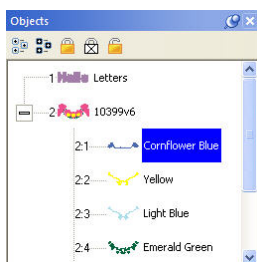 Objects
1 Hello Letters
2 10399v6
2:1 Cornflower Blue
2:2 Yellow
2:3 Light Blue
2:4 Emerald Green